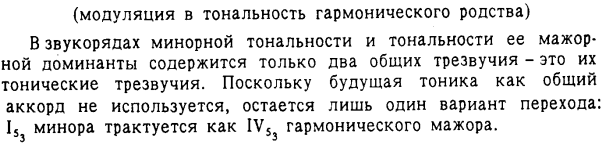 (модуляция в тональность гармонического родства)
В звукорядах минорной тональности и тональности ее мажор-
ной доминанты содержится только два общих трезвучия – это их
тонические трезвучия. Поскольку будущая тоника как общий
аккорд не используется, остается лишь один вариант перехода:
I₅₃ минора трактуется как IV₅₃ гармонического мажора.